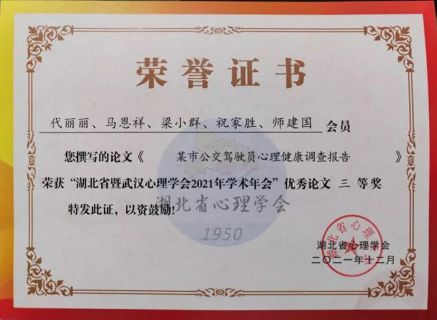 荣誉证书
代丽丽、马恩祥、梁小群、祝家胜、师建国 会员
您撰写的论文《 某市公交驾驶员心理健康调查报告 》
荣获“湖北省暨武汉心理学会2021年学术年会”优秀论文 三 等奖
特发此证,以资鼓励!
湖北省心理学会
1950
湖北省心理学会
二〇二一年十二月